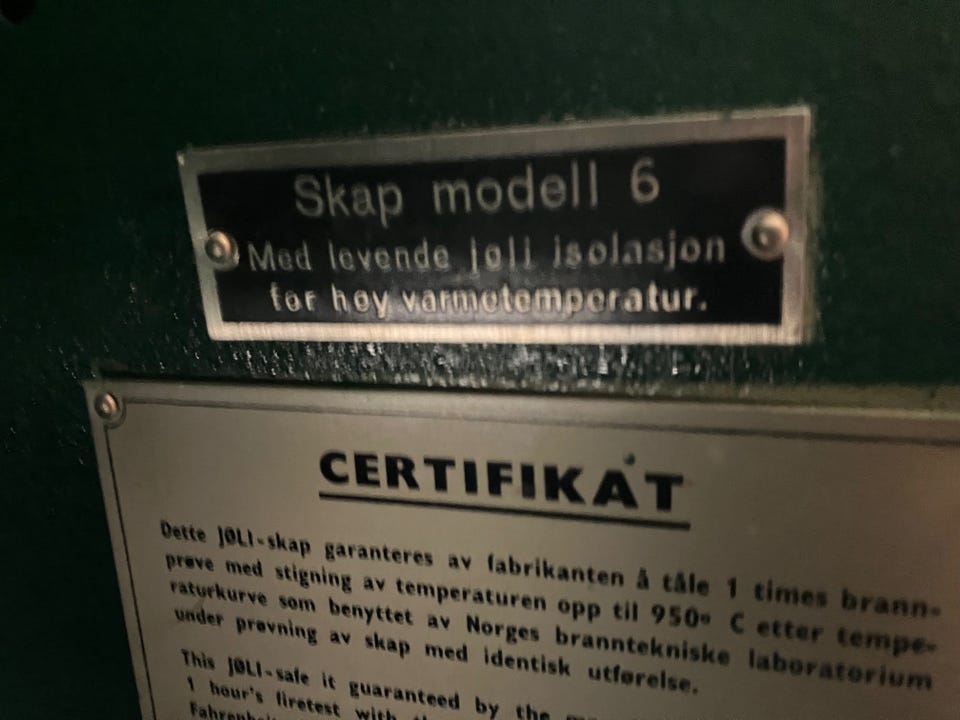 Skap modell 6
Med levende jøli isolasjon
for høy varmetemperatur.
CERTIFIKAT
Dette JØLI-skap garanteres av fabrikanten å tåle 1 times brann-
prøve med stigning av temperaturen opp til 950° C etter tempe-
raturkurve som benyttet av Norges branntekniske laboratorium
under prøvning av skap med identisk utførelse.
This JØLI-safe it guaranteed by the
1 hour's firetest with
Fahrenheit